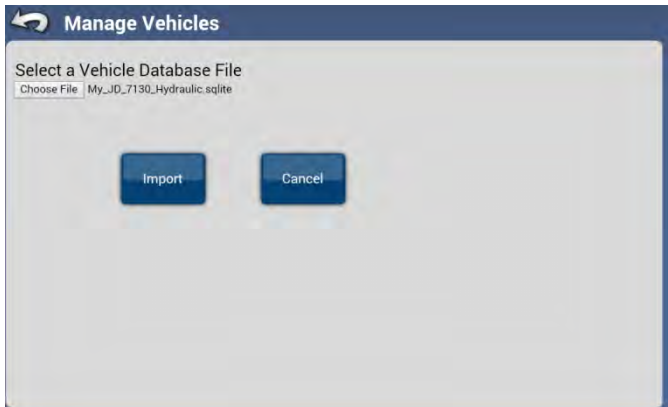 Manage Vehicles
Select a Vehicle Database File
Choose File My_JD_7130_Hydraulic.sqlite
Import Cancel